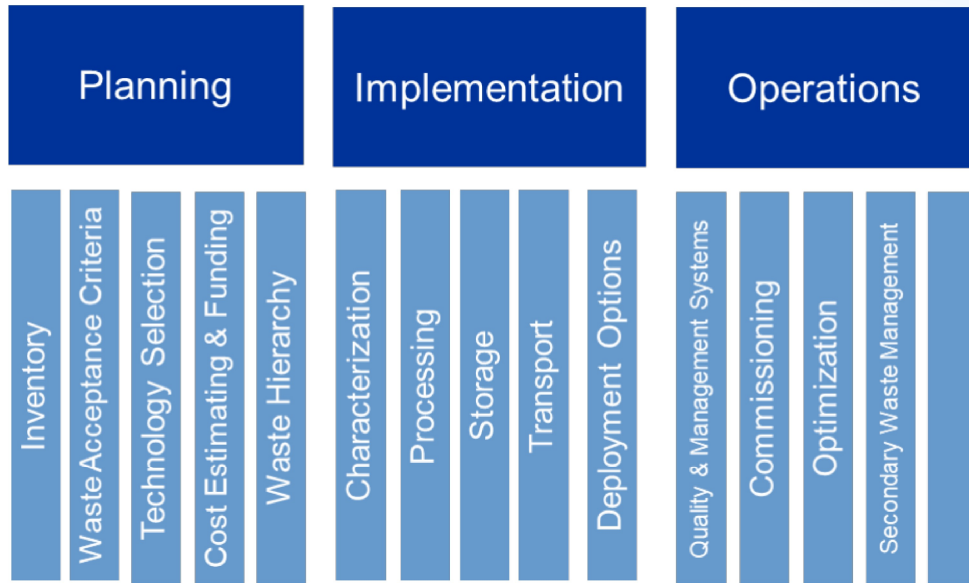 Planning
Implementation
Operations
Inventory
Waste Acceptance Criteria
Technology Selection
Cost Estimating & Funding
Waste Hierarchy
Characterization
Processing
Storage
Transport
Deployment Options
Quality & Management Systems
Commissioning
Optimization
Secondary Waste Management